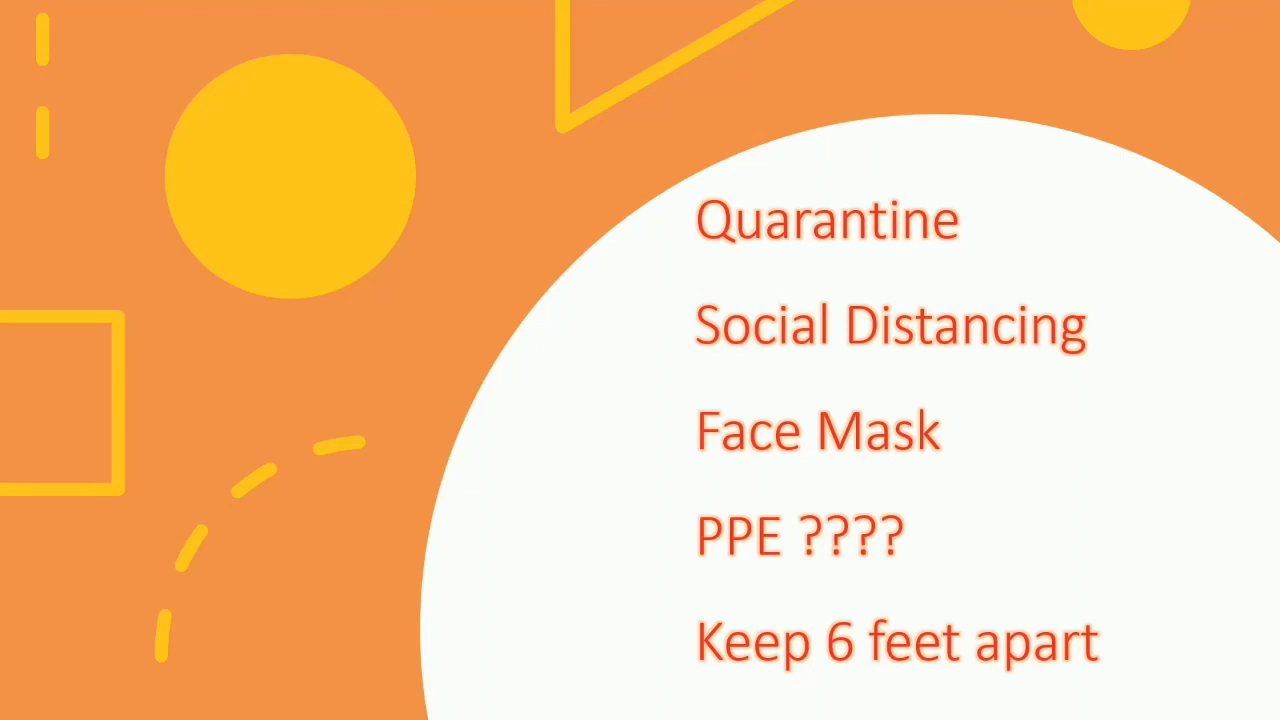 Quarantine
Social Distancing
Face Mask
PPE ????
Keep 6 feet apart